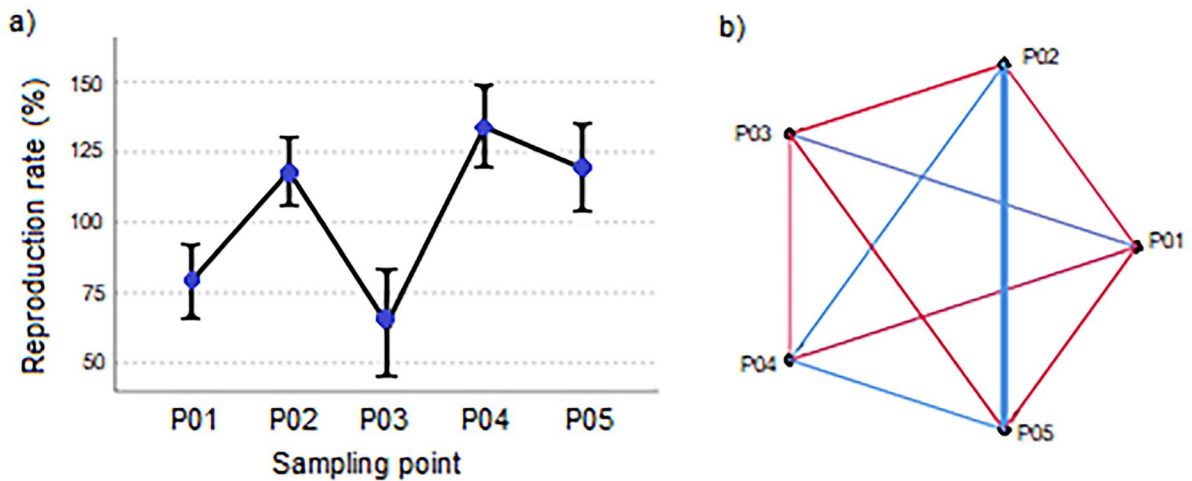 a)
Reproduction rate (%)
150
125
100
75
50
P01 P02 P03 P04 P05
Sampling point
b)
P02
P03
P01
P04
P05